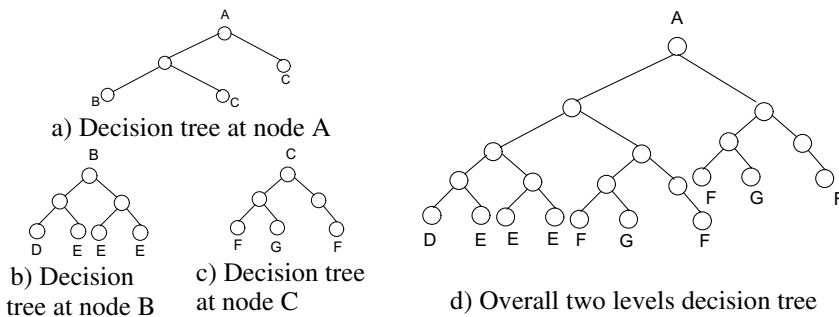 A
B
C
C
a) Decision tree at node A
B
D
E
E
E
b) Decision
tree at node B
C
F
G
F
c) Decision tree
at node C
A
D
E
E
E
F
G
F
F
G
F
d) Overall two levels decision tree